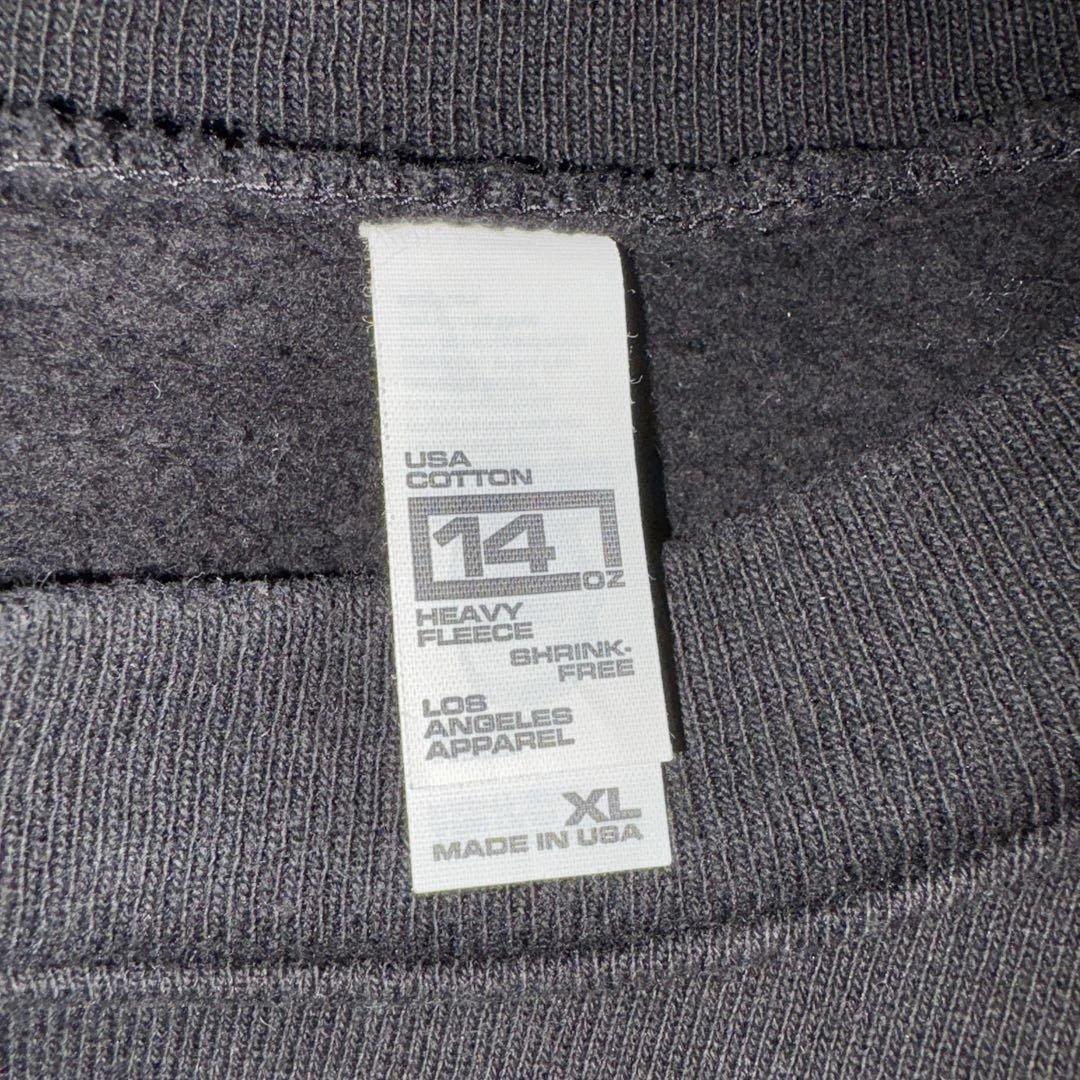 USA
COTTON
14
OZ
HEAVY
FLEECE
SHRINK-
FREE
LOS
ANGELES
APPAREL
XL
MADE IN USA